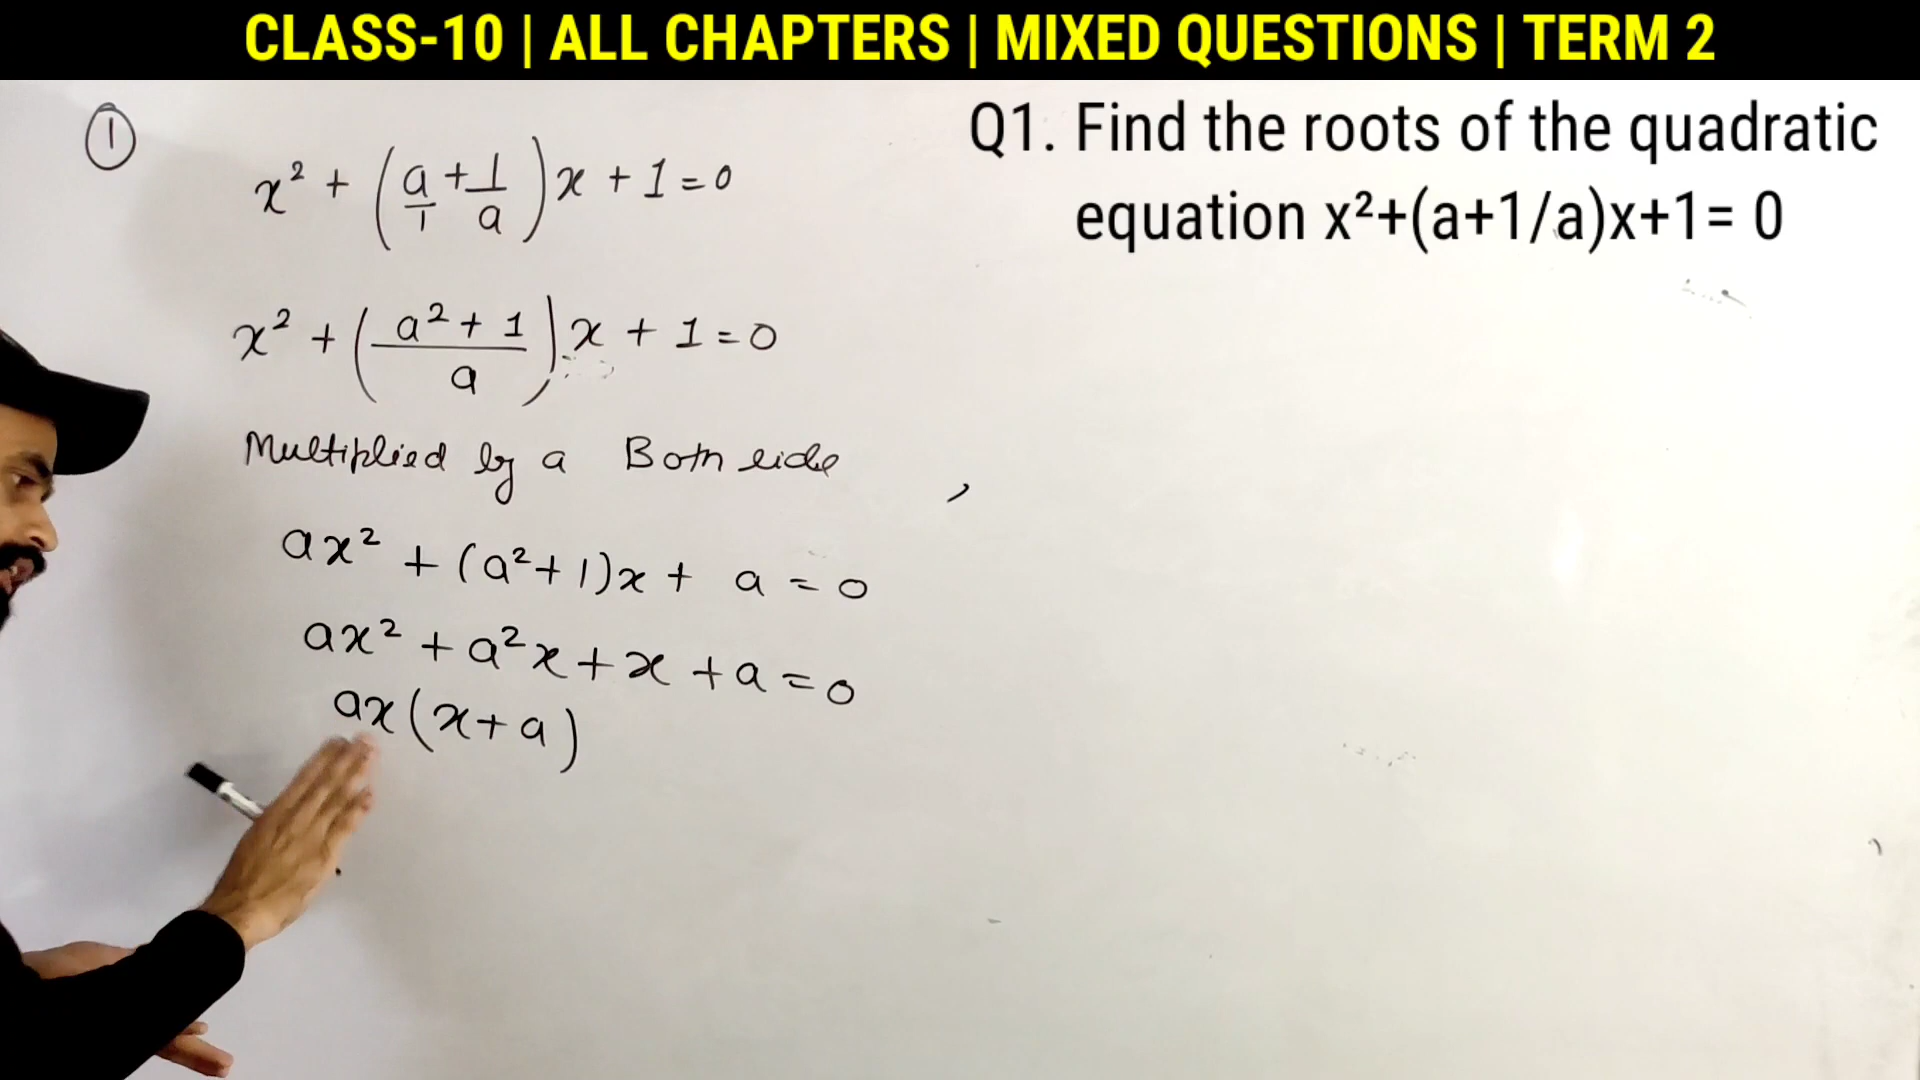 CLASS-10 | ALL CHAPTERS | MIXED QUESTIONS | TERM 2
Q1. Find the roots of the quadratic
equation x²+(a+1/a)x+1= 0
①
x² + (a/1 + 1/a)x + 1 = 0
x² + (a² + 1/a)x + 1 = 0
Multiplied by a Both side
ax² + (a²+1)x + a = 0
ax² + a²x + x + a = 0
ax(x+a)